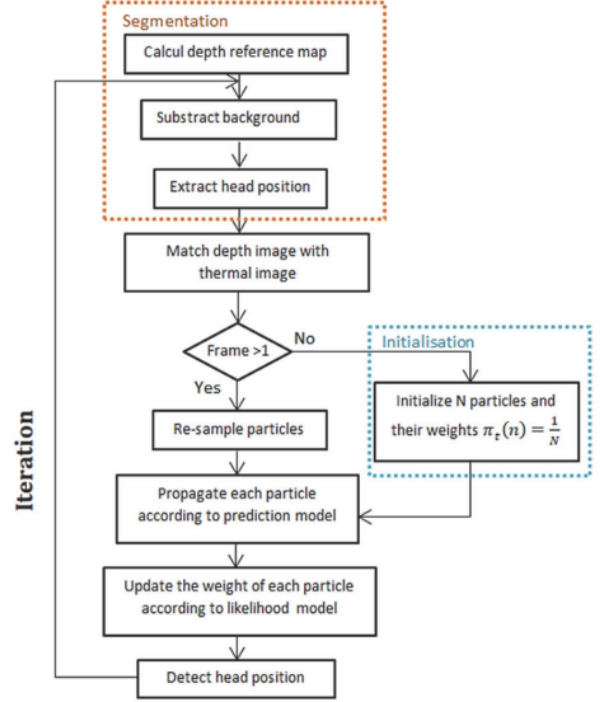 Segmentation
Calcul depth reference map
Substract background
Extract head position
Match depth image with
thermal image
Frame >1
No
Yes
Initialisation
Initialize N particles and
their weights π_t(n) = 1/N
Re-sample particles
Propagate each particle
according to prediction model
Update the weight of each particle
according to likelihood model
Detect head position
Iteration